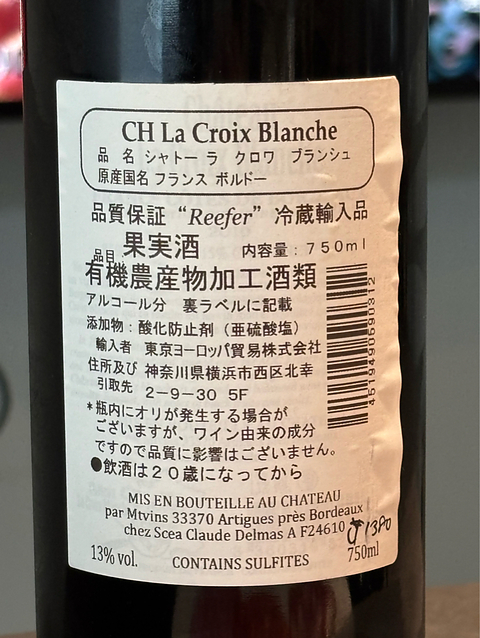 CH La Croix Blanche
品 名 シャトー ラ クロワ ブランシュ
原産国名 フランス ボルドー
品質保証 “Reefer” 冷蔵輸入品
品目 果実酒 内容量：750ml
有機農産物加工酒類
アルコール分 裏ラベルに記載
添加物：酸化防止剤（亜硫酸塩）
輸入者 東京ヨーロッパ貿易株式会社
住所及び 神奈川県横浜市西区北幸
引取先 2-9-30 5F
*瓶内にオリが発生する場合が
ございますが、ワイン由来の成分
ですので品質に影響はございません。
●飲酒は20歳になってから
4519490690312
MIS EN BOUTEILLE AU CHATEAU
par Mtvins 33370 Artigues près Bordeaux
chez Scea Claude Delmas A F24610
1380
13% vol. CONTAINS SULFITES 750ml